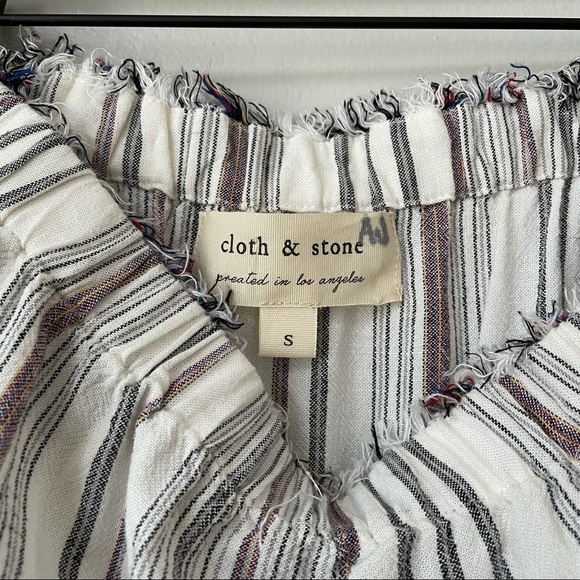 cloth & stone
created in los angeles
S
AJ